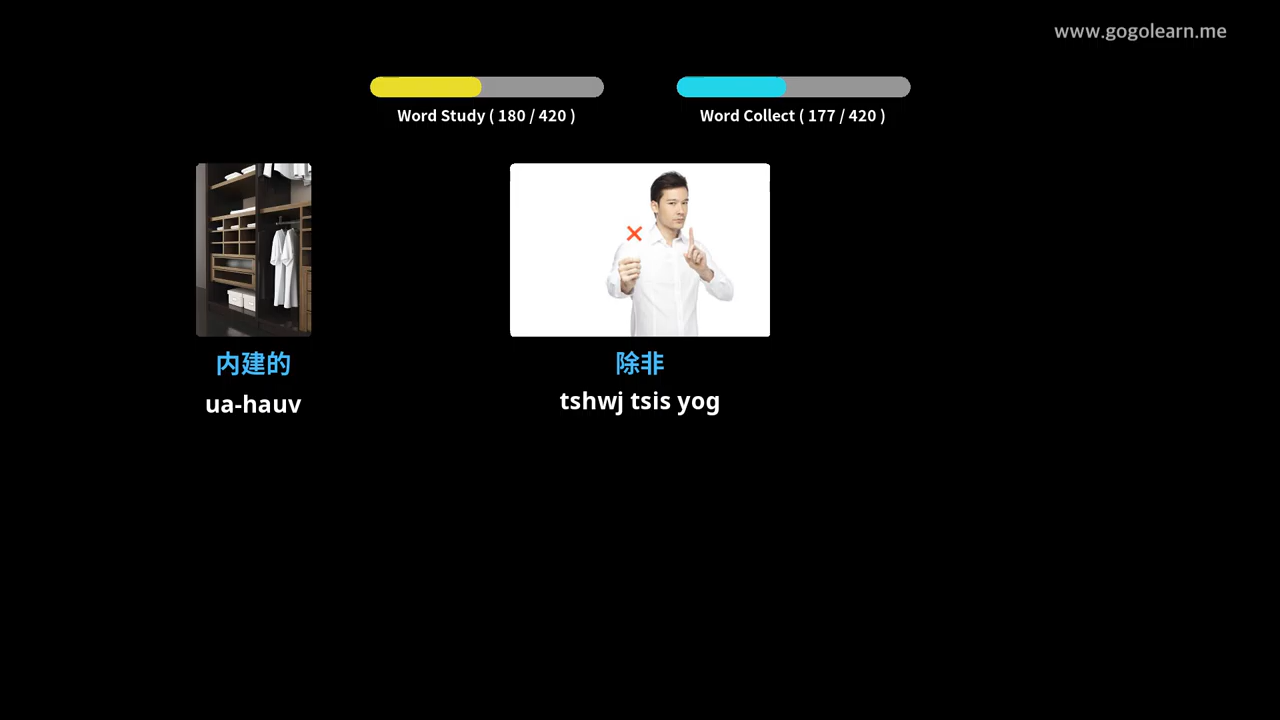 www.gogolearn.me
Word Study ( 180 / 420 )
Word Collect ( 177 / 420 )
内建的
除非
ua-hauv
tshwj tsis yog